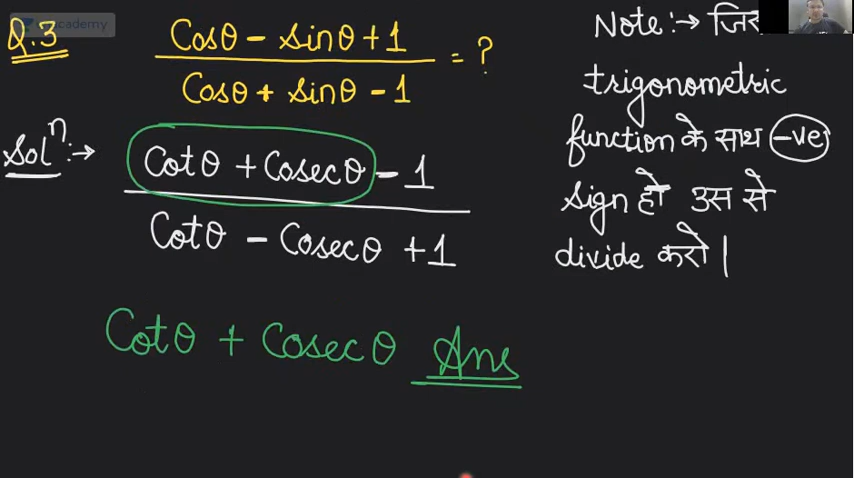 Q.3
Cosθ - sinθ + 1
Cosθ + sinθ - 1
= ?
Solⁿ :→
Cotθ + Cosecθ - 1
Cotθ - Cosecθ + 1
Cotθ + Cosecθ Ans
Note :→
trigonometric
function के साथ -ve
sign हो उस से
divide करो |